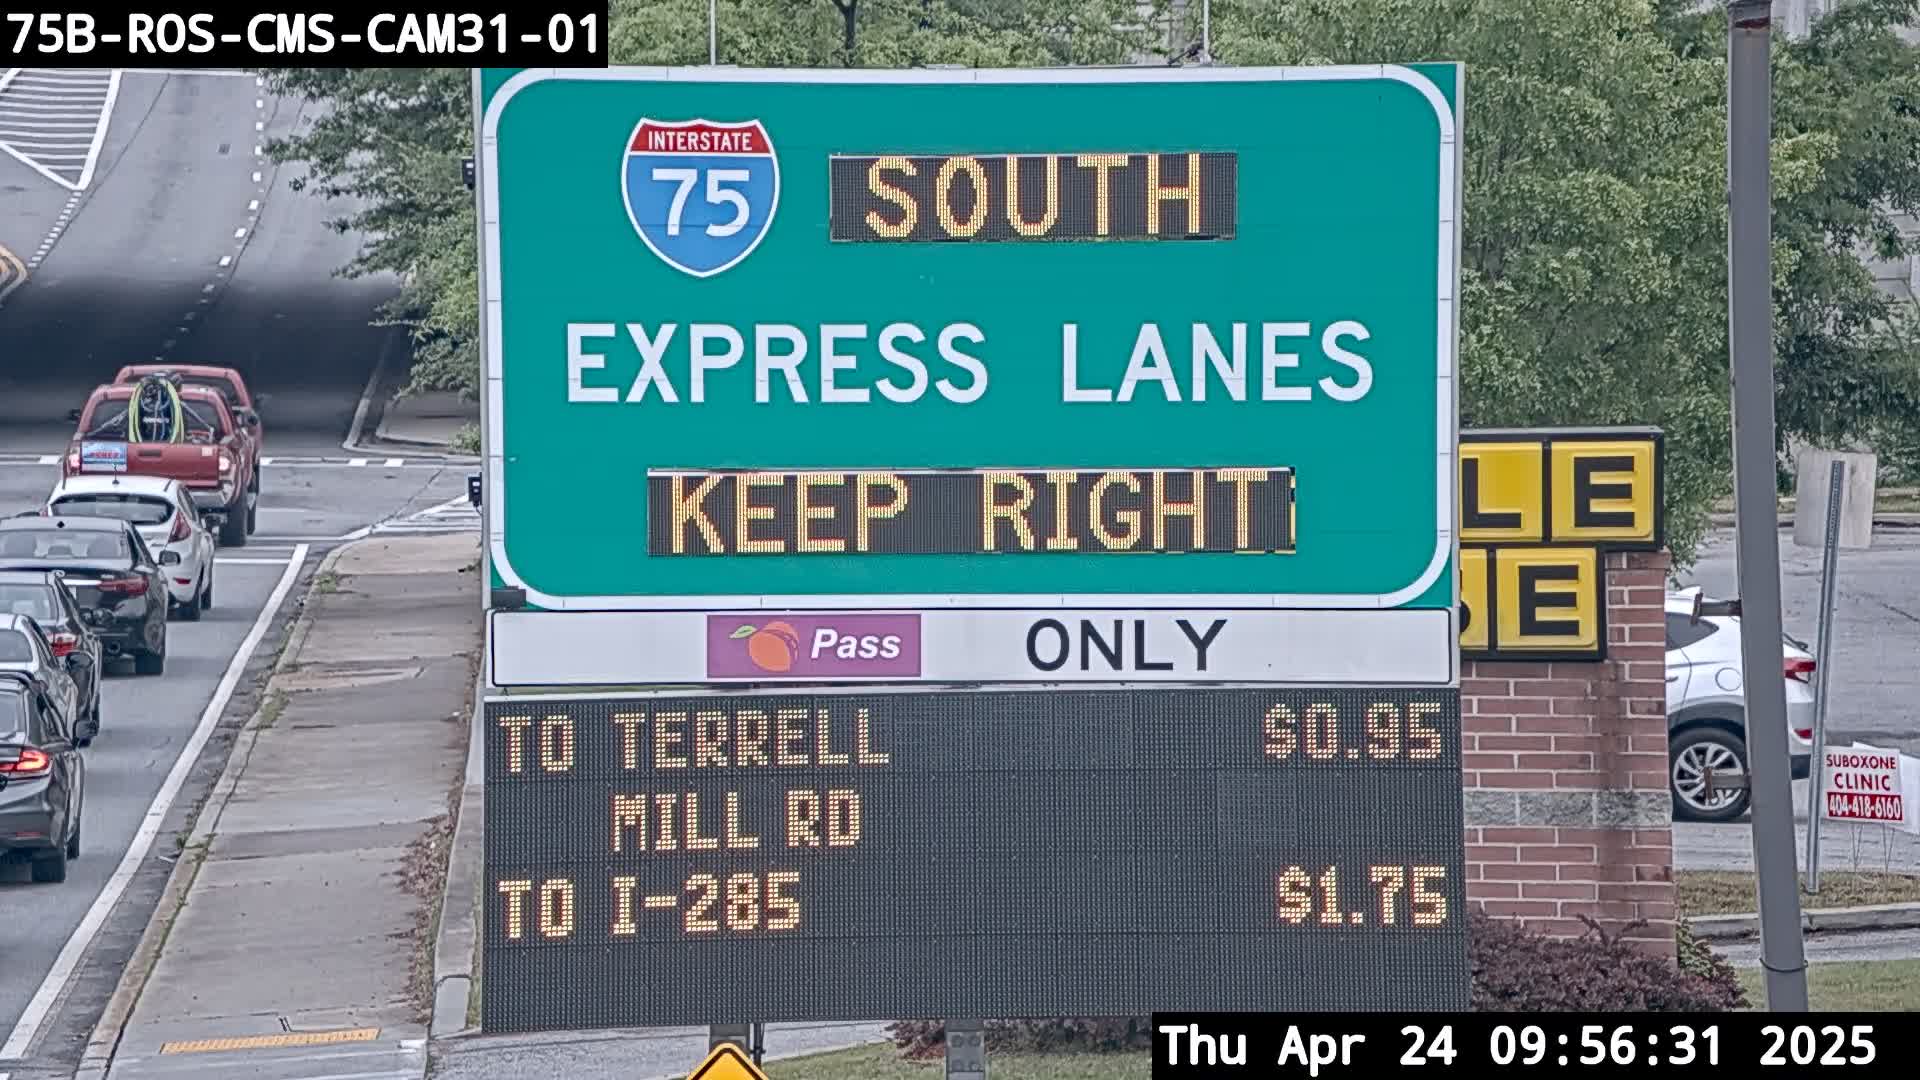 75B-ROS-CMS-CAM31-01
INTERSTATE
75
SOUTH
EXPRESS LANES
KEEP RIGHT
Pass ONLY
TO TERRELL $0.95
MILL RD
TO I-285 $1.75
LE
E
SUBOXONE
CLINIC
404-418-6160
Thu Apr 24 09:56:31 2025